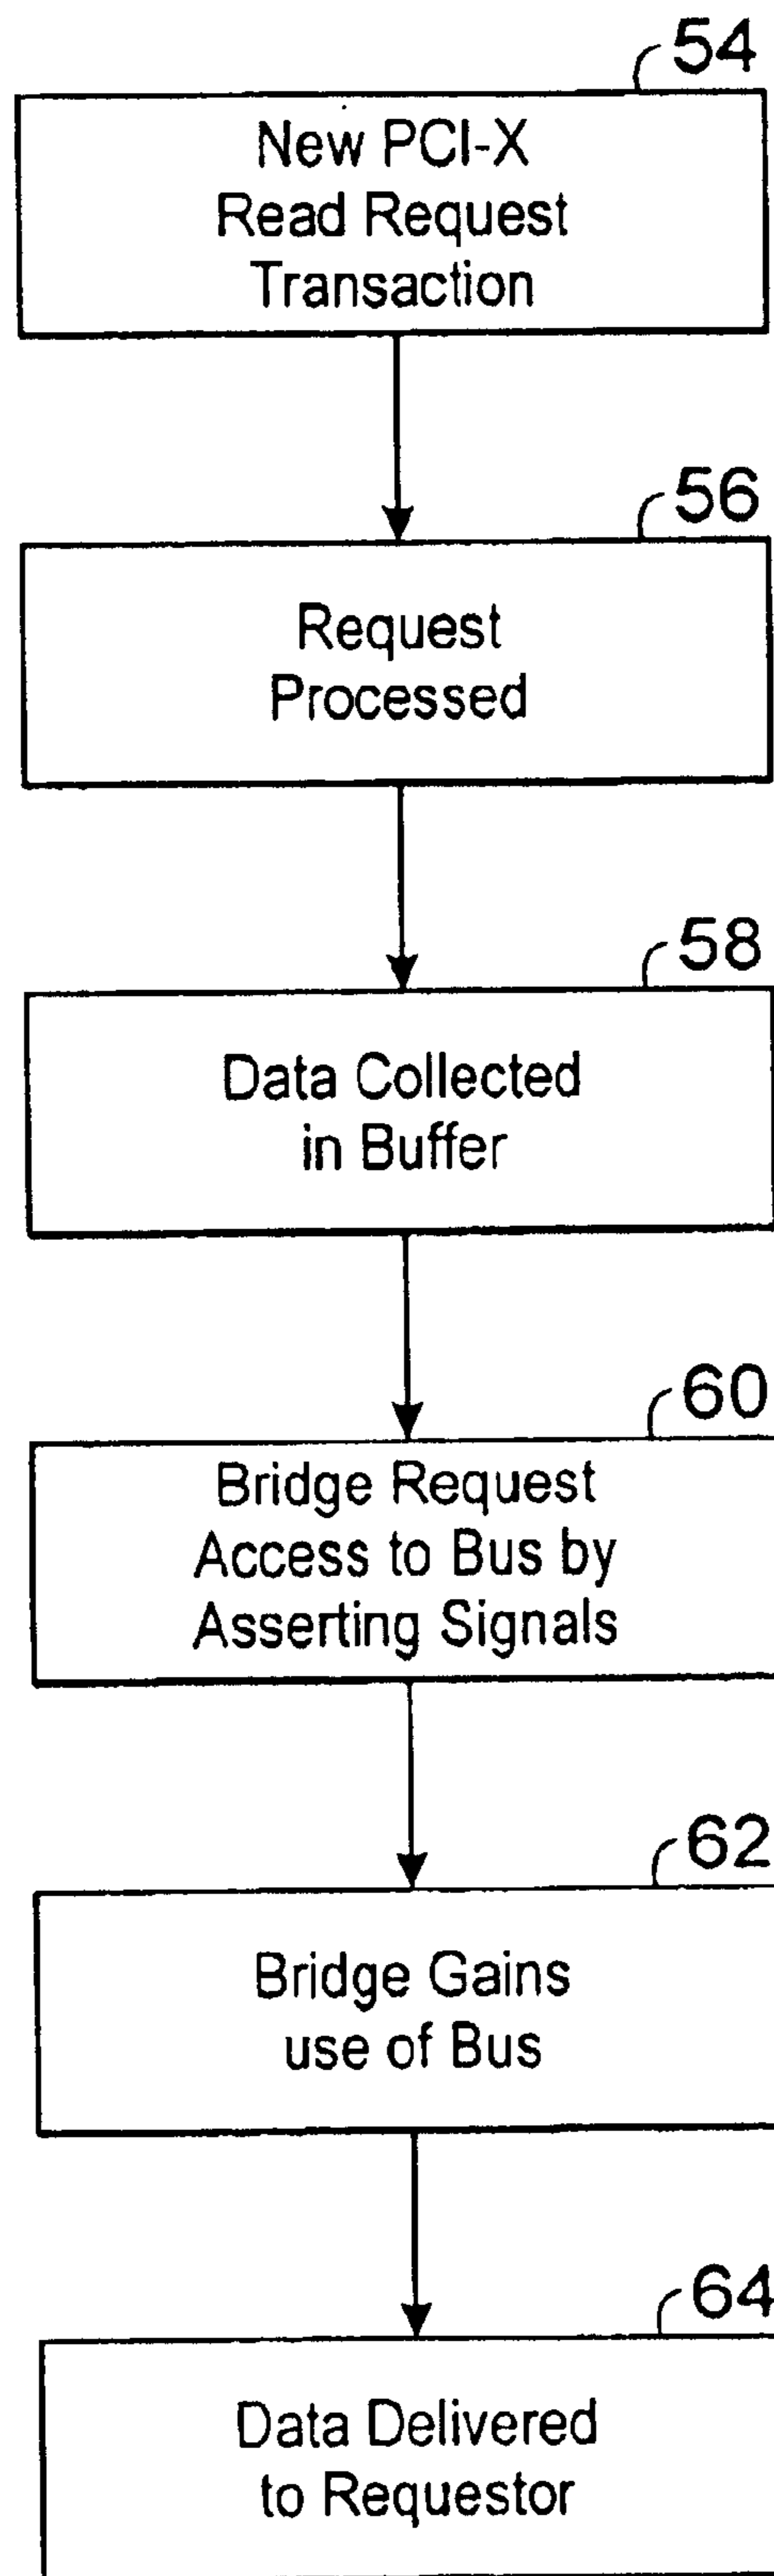 54
New PCI-X
Read Request
Transaction
56
Request
Processed
58
Data Collected
in Buffer
60
Bridge Request
Access to Bus by
Asserting Signals
62
Bridge Gains
use of Bus
64
Data Delivered
to Requestor